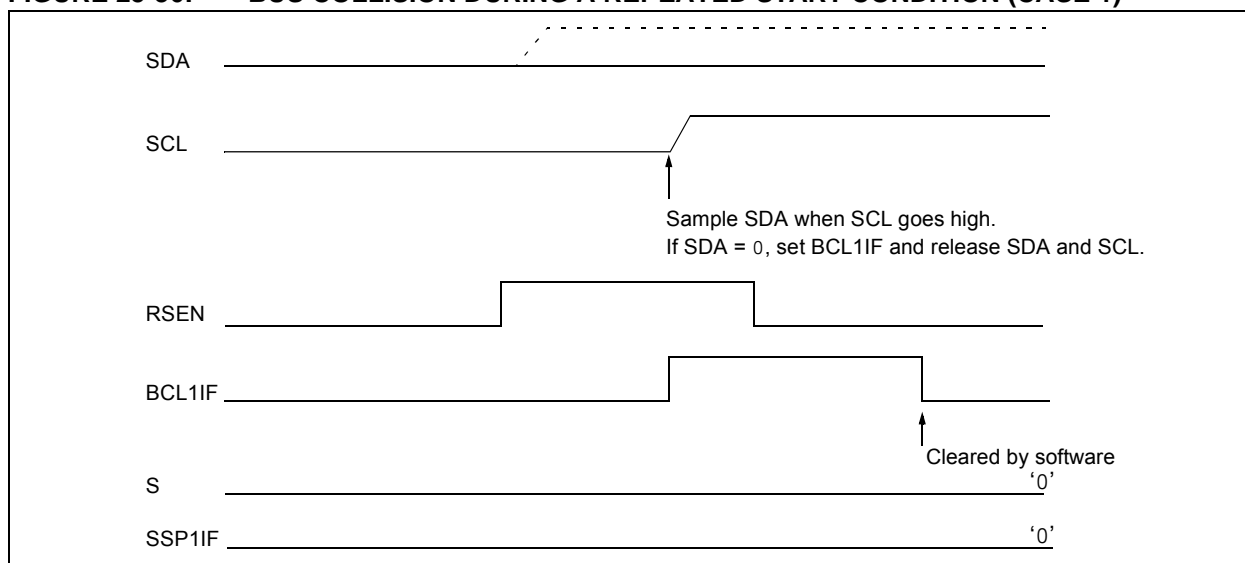 SDA
SCL
Sample SDA when SCL goes high.
If SDA = 0, set BCL1IF and release SDA and SCL.
RSEN
BCL1IF
Cleared by software
S
‘0’
SSP1IF
‘0’